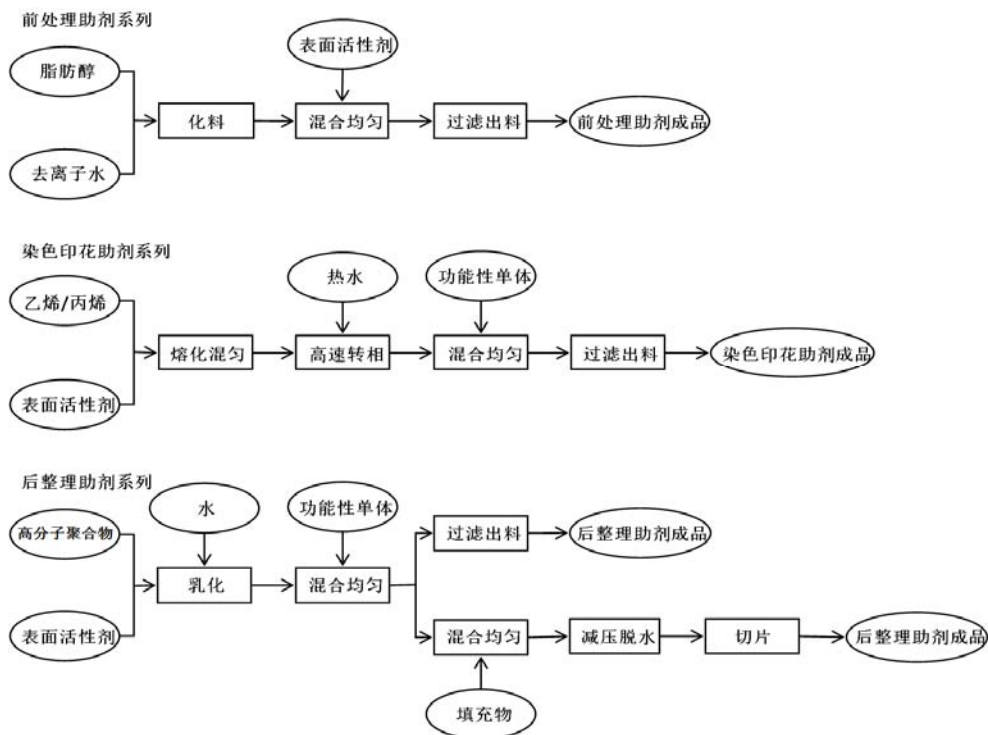 前处理助剂系列
表面活性剂
脂肪醇
化料
混合均匀
过滤出料
前处理助剂成品
去离子水
染色印花助剂系列
热水
功能性单体
乙烯/丙烯
熔化混匀
高速转相
混合均匀
过滤出料
染色印花助剂成品
表面活性剂
后整理助剂系列
水
功能性单体
高分子聚合物
过滤出料
后整理助剂成品
乳化
混合均匀
表面活性剂
混合均匀
减压脱水
切片
后整理助剂成品
填充物